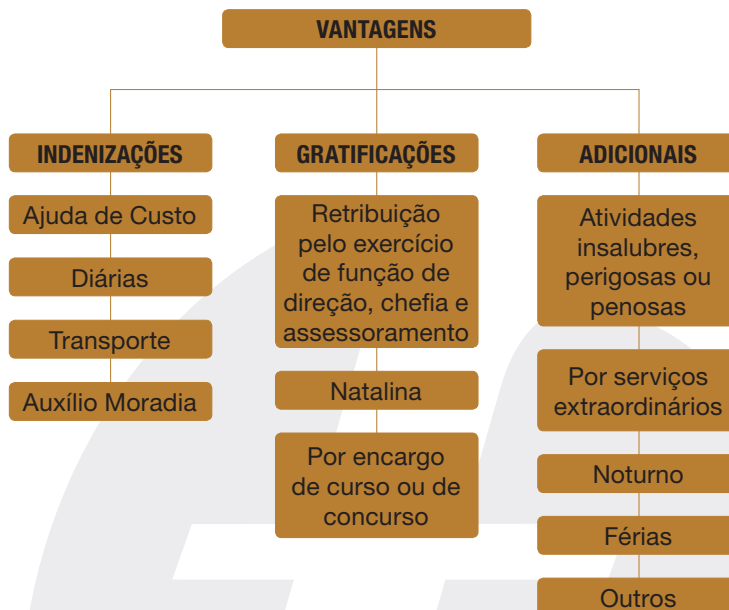 VANTAGENS
INDENIZAÇÕES
Ajuda de Custo
Diárias
Transporte
Auxílio Moradia
GRATIFICAÇÕES
Retribuição
pelo exercício
de função de
direção, chefia e
assessoramento
Natalina
Por encargo
de curso ou de
concurso
ADICIONAIS
Atividades
insalubres,
perigosas ou
penosas
Por serviços
extraordinários
Noturno
Férias
Outros